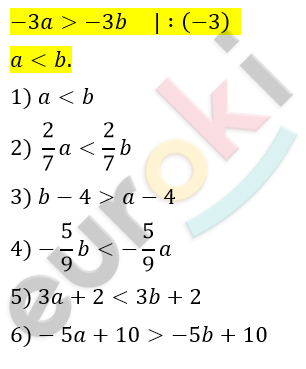 −3a > −3b | : (−3)
a < b.
1) a < b
2) 2/7 a < 2/7 b
3) b − 4 > a − 4
4) − 5/9 b < − 5/9 a
5) 3a + 2 < 3b + 2
6) − 5a + 10 > −5b + 10
euroki